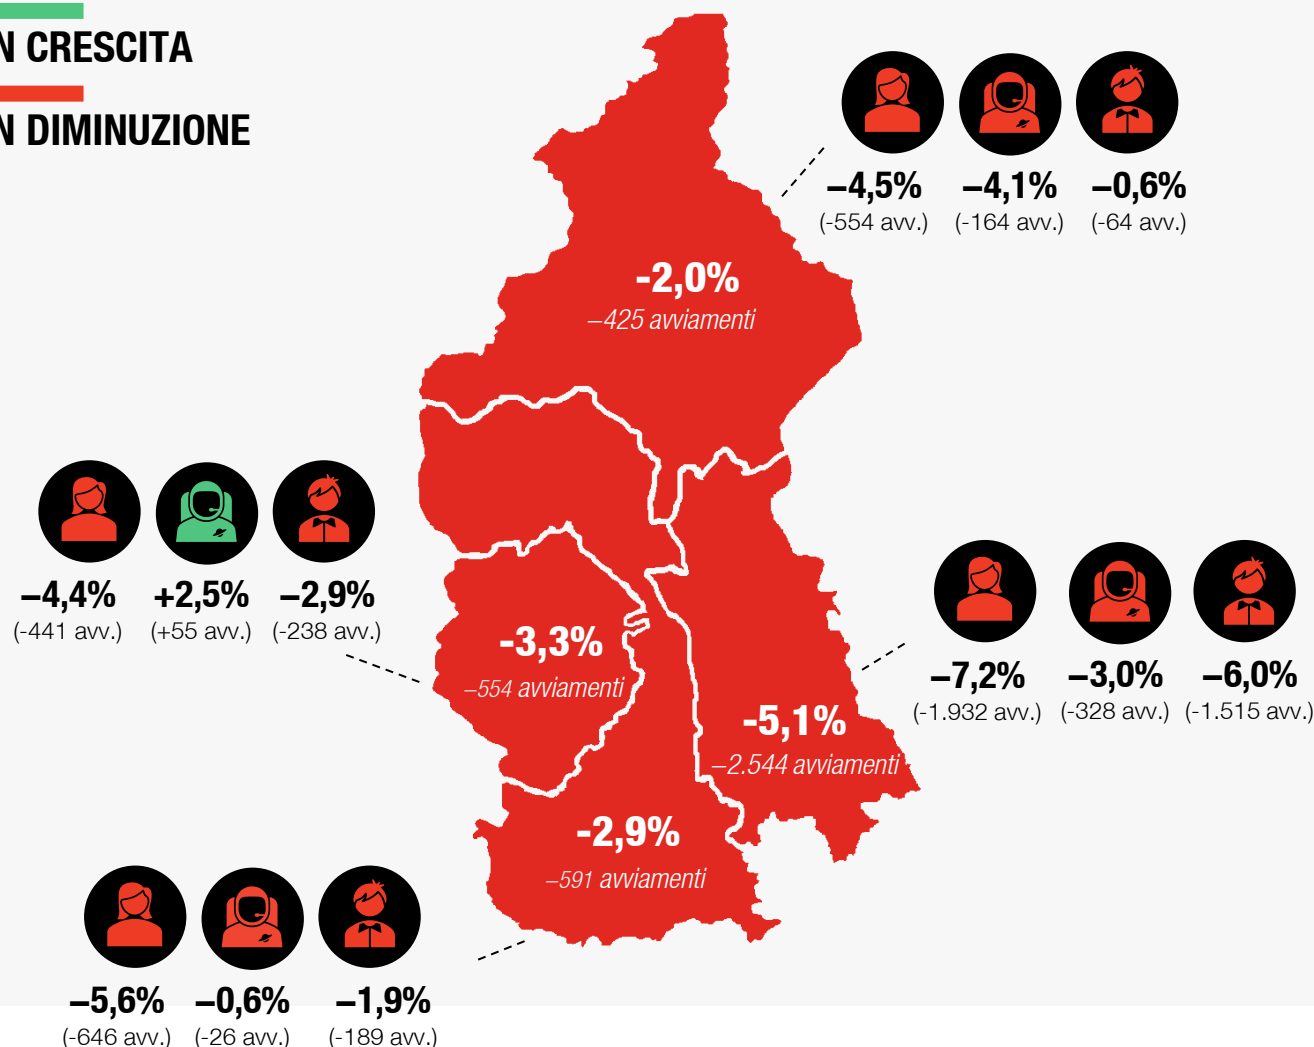 N CRESCITA
N DIMINUZIONE
–4,5% –4,1% –0,6%
(-554 avv.) (-164 avv.) (-64 avv.)
-2,0%
–425 avviamenti
–4,4% +2,5% –2,9%
(-441 avv.) (+55 avv.) (-238 avv.)
-3,3%
–554 avviamenti
–7,2% –3,0% –6,0%
(-1.932 avv.) (-328 avv.) (-1.515 avv.)
-5,1%
–2.544 avviamenti
-2,9%
–591 avviamenti
–5,6% –0,6% –1,9%
(-646 avv.) (-26 avv.) (-189 avv.)